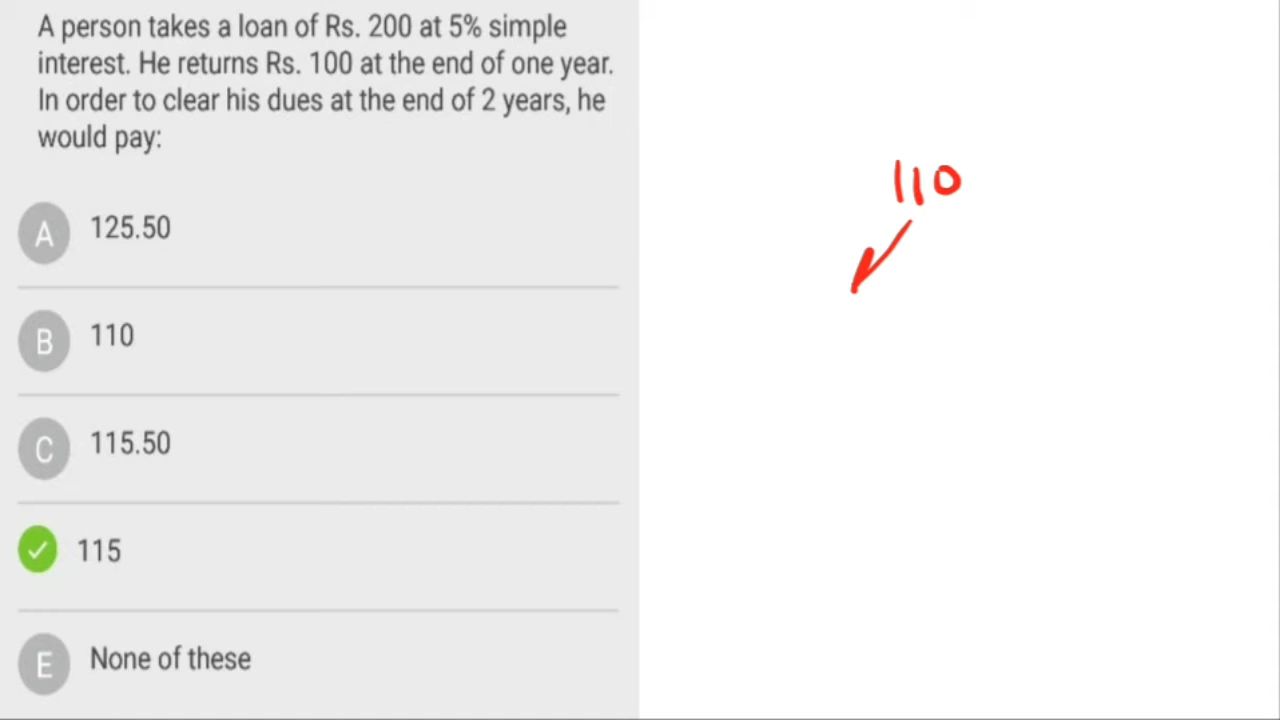 A person takes a loan of Rs. 200 at 5% simple
interest. He returns Rs. 100 at the end of one year.
In order to clear his dues at the end of 2 years, he
would pay:
A 125.50
B 110
C 115.50
115
E None of these
110